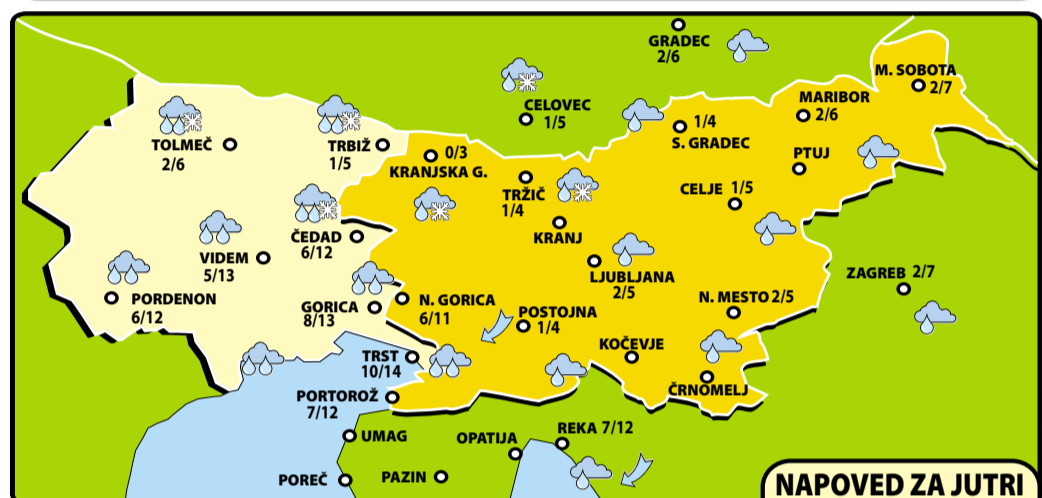 GRADEC
2/6
M. SOBOTA
2/7
CELOVEC
1/5
MARIBOR
2/6
TOLMEČ
2/6
TRBIŽ
1/5
0/3
KRANJSKA G.
1/4
S. GRADEC
PTUJ
TRŽIČ
1/4
CELJE 1/5
KRANJ
ČEDAD
6/12
VIDEM
5/13
LJUBLJANA
2/5
ZAGREB 2/7
PORDENON
6/12
GORICA
8/13
N. GORICA
6/11
POSTOJNA
1/4
N. MESTO 2/5
KOČEVJE
TRST
10/14
ČRNOMELJ
PORTOROŽ
7/12
UMAG
OPATIJA
REKA 7/12
POREČ
PAZIN
NAPOVED ZA JUTRI